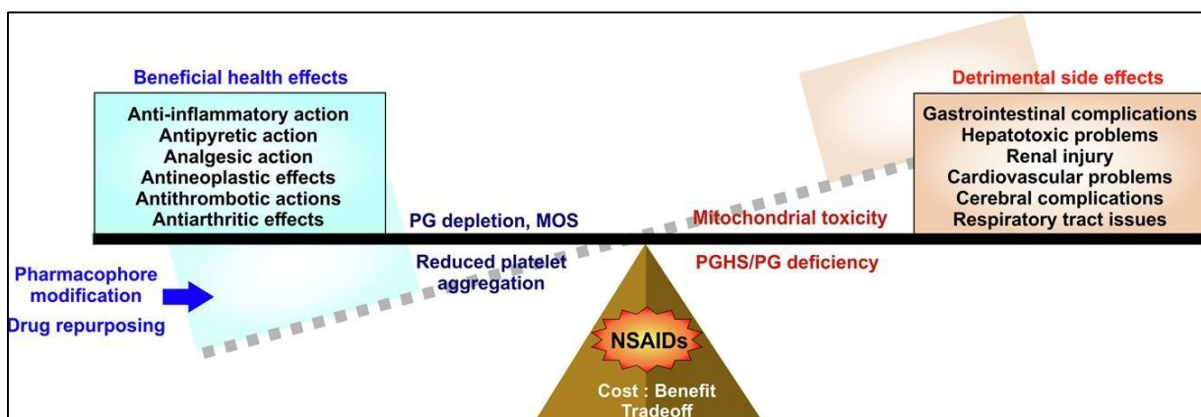 Beneficial health effects
Anti-inflammatory action
Antipyretic action
Analgesic action
Antineoplastic effects
Antithrombotic actions
Antiarthritic effects
Detrimental side effects
Gastrointestinal complications
Hepatotoxic problems
Renal injury
Cardiovascular problems
Cerebral complications
Respiratory tract issues
PG depletion, MOS
Mitochondrial toxicity
Reduced platelet
aggregation
PGHS/PG deficiency
Pharmacophore
modification
Drug repurposing
NSAIDs
Cost : Benefit
Tradeoff